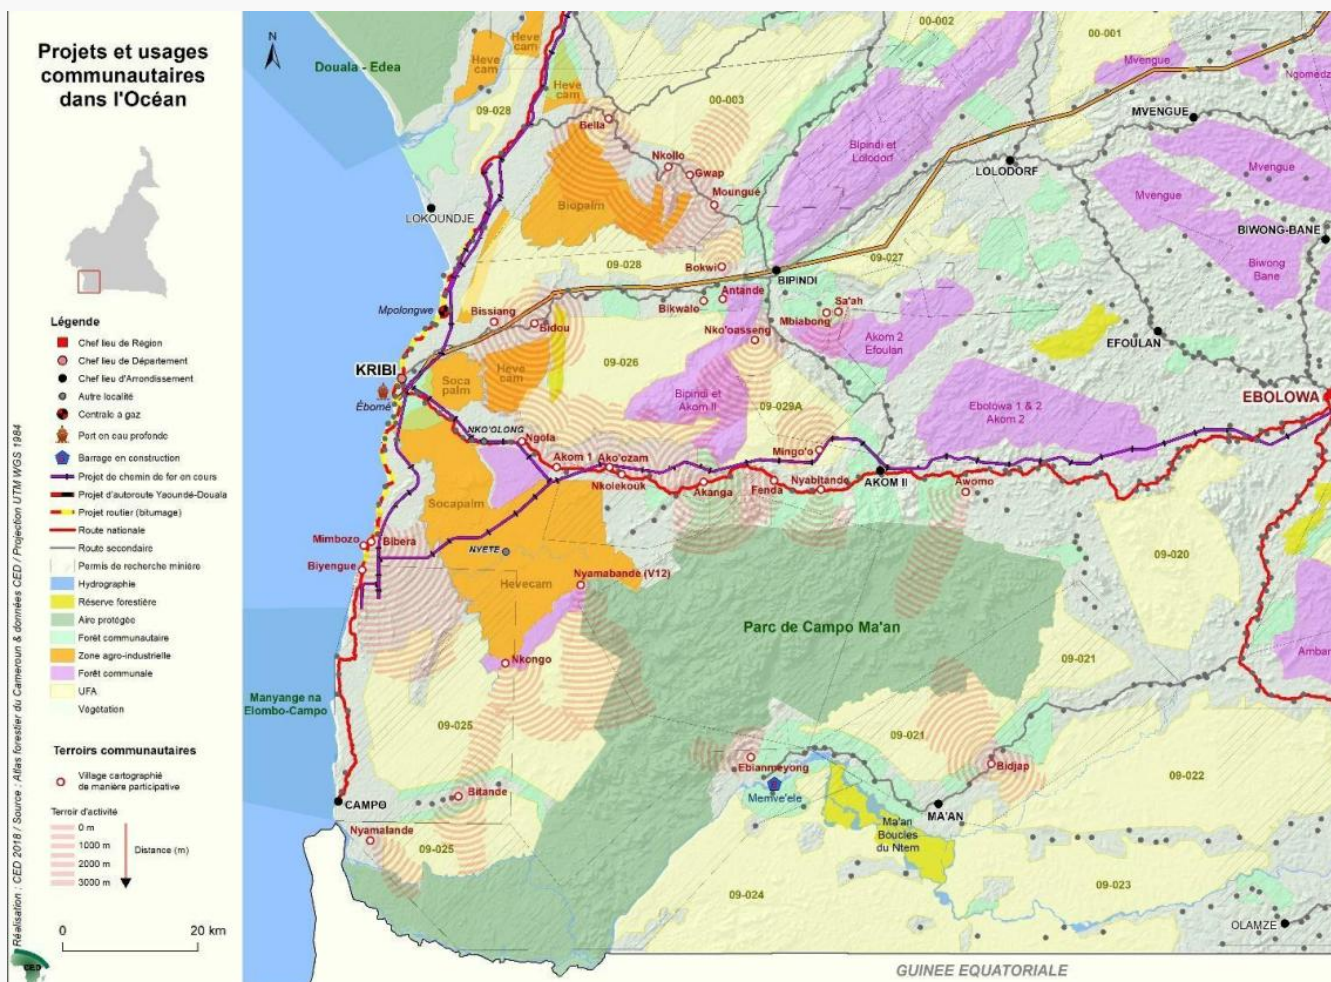 Projets et usages
communautaires
dans l'Océan
Légende
Chef lieu de Région
Chef lieu de Département
Chef lieu d'Arrondissement
Autre localité
Centrale à gaz
Port en eau profonde
Barrage en construction
Projet de chemin de fer en cours
Projet d'autoroute Yaoundé-Douala
Projet routier (bitumage)
Route nationale
Route secondaire
Permis de recherche minière
Hydrographie
Réserve forestière
Aire protégée
Forêt communautaire
Zone agro-industrielle
Forêt communale
UFA
Végétation
Terroirs communautaires
Village cartographié
de manière participative
Terroir d'activité
0 m
1000 m
2000 m
3000 m
Distance (m)
0
20 km
Réalisation : CED 2018 / Source : Atlas forestier du Cameroun & données CED / Projection UTM WGS 1984
CED
N
Douala - Edea
Heve
cam
Heve
cam
Heve
cam
00-002
00-001
Mvengue
09-028
00-003
MVENGUE
Bella
Nkollo
Gwap
Moungué
Bipindi et
Lolodorf
LOLODORF
Mvengue
Mvengue
LOKOUNDJE
Biopalm
BIWONG-BANE
Biwong
Bane
09-028
Bokwi
BIPINDI
09-027
Mpolongwe
Bissiang
Bidou
Bikwalo
Antande
Nko'oasseng
Sa'ah
Mbiabong
Akom 2
Efoulan
EFOULAN
KRIBI
Ébomé
Soca
palm
Heve
cam
09-026
Bipindi et
Akom II
09-029A
Ebolowa 1 & 2
Akom 2
EBOLOWA
NKO'OLONG
Ngola
Akom 1
Ako'ozam
Nkolekouk
Akanga
Mingo'o
Fenda
Nyabitande
AKOM II
Awomo
Socapalm
Mimbozo
Bibera
Biyengue
NYETE
Hevecam
Nyamabande (V12)
09-020
Parc de Campo Ma'an
Nkongo
09-021
Manyange na
Elombo-Campo
09-025
09-021
Ebianmeyong
Bidjap
09-022
Memve'ele
CAMPO
Bitande
MA'AN
Ma'an
Boucles
du Ntem
Nyamalande
09-025
09-024
09-023
OLAMZE
GUINEE EQUATORIALE